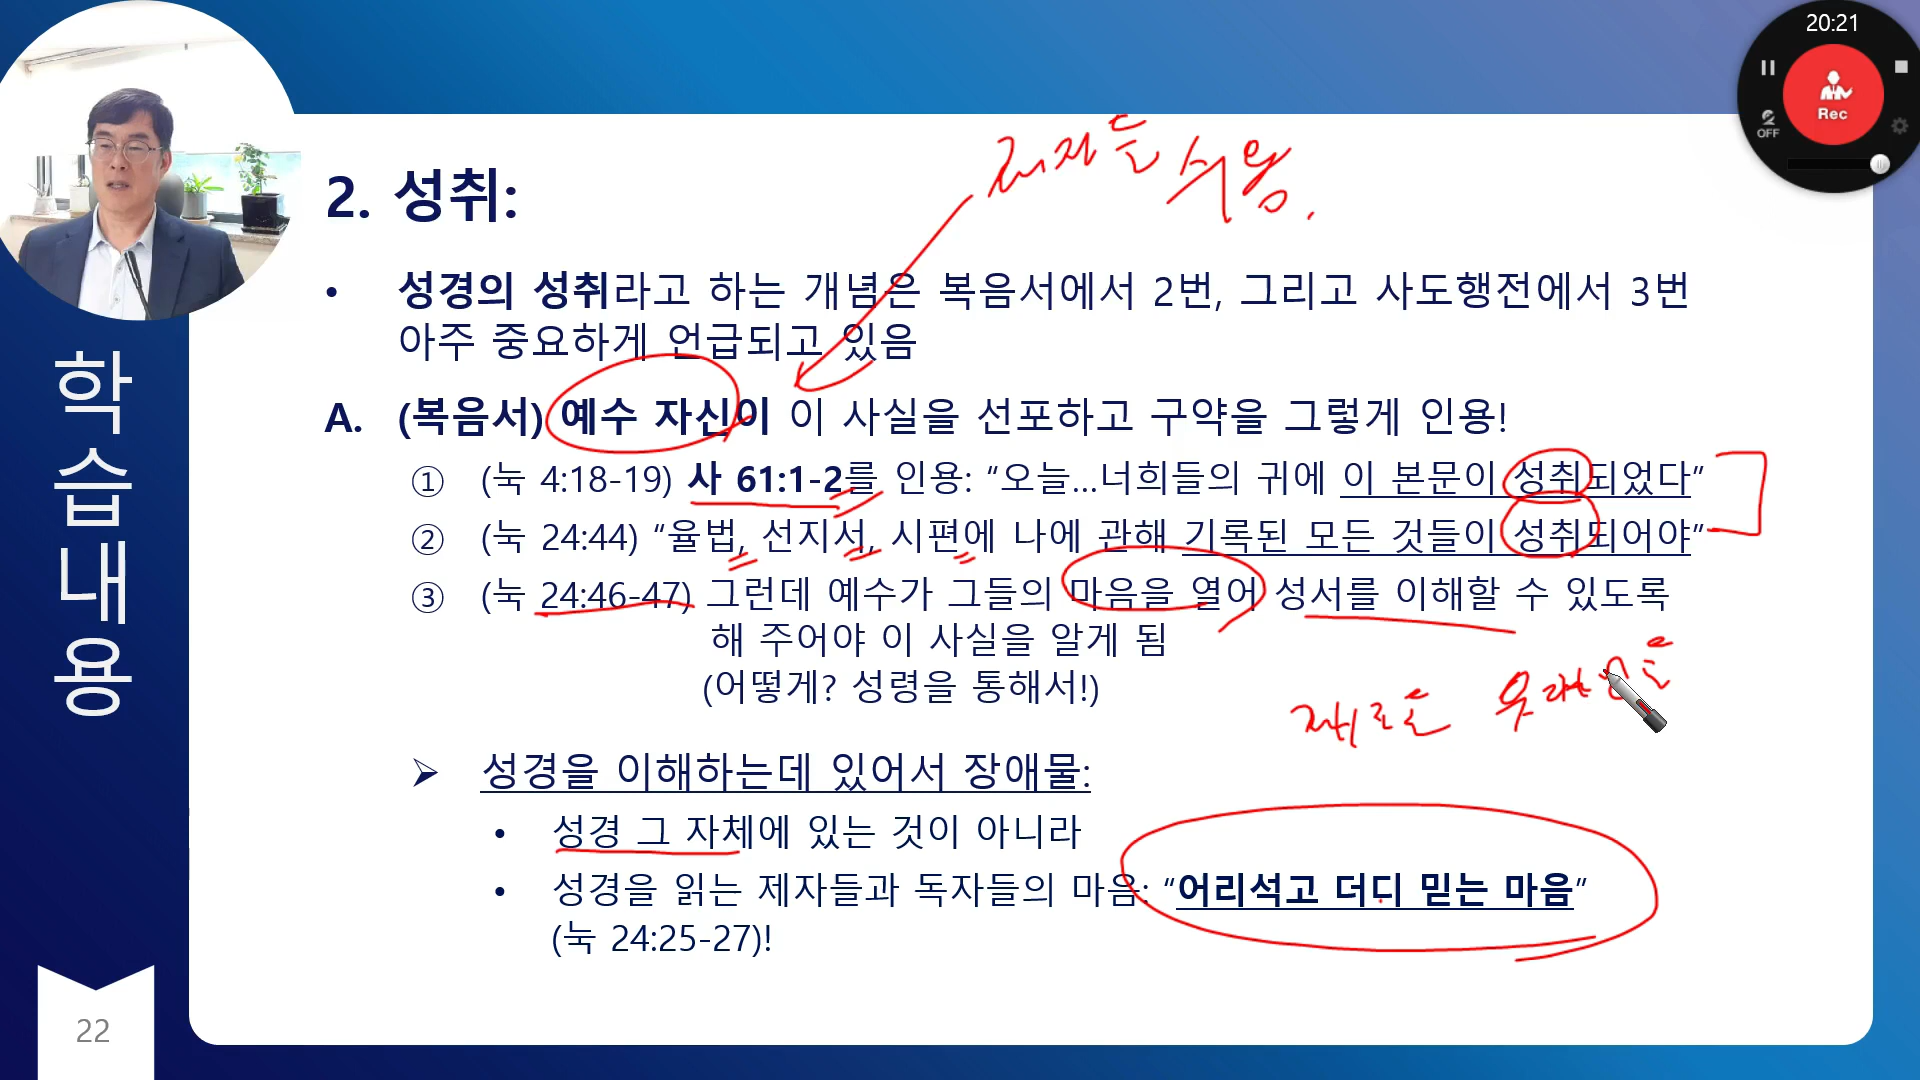 20:21
Rec
OFF
제자들
2. 성취:
• 성경의 성취라고 하는 개념은 복음서에서 2번, 그리고 사도행전에서 3번
아주 중요하게 언급되고 있음
A. (복음서) 예수 자신이 이 사실을 선포하고 구약을 그렇게 인용!
① (눅 4:18-19) 사 61:1-2를 인용: “오늘...너희들의 귀에 이 본문이 성취되었다”
② (눅 24:44) “율법, 선지서, 시편에 나에 관해 기록된 모든 것들이 성취되어야”
③ (눅 24:46-47) 그런데 예수가 그들의 마음을 열어 성서를 이해할 수 있도록
해 주어야 이 사실을 알게 됨
(어떻게? 성령을 통해서!)
➢ 성경을 이해하는데 있어서 장애물:
• 성경 그 자체에 있는 것이 아니라
• 성경을 읽는 제자들과 독자들의 마음: “어리석고 더디 믿는 마음”
(눅 24:25-27)!
학습내용
22